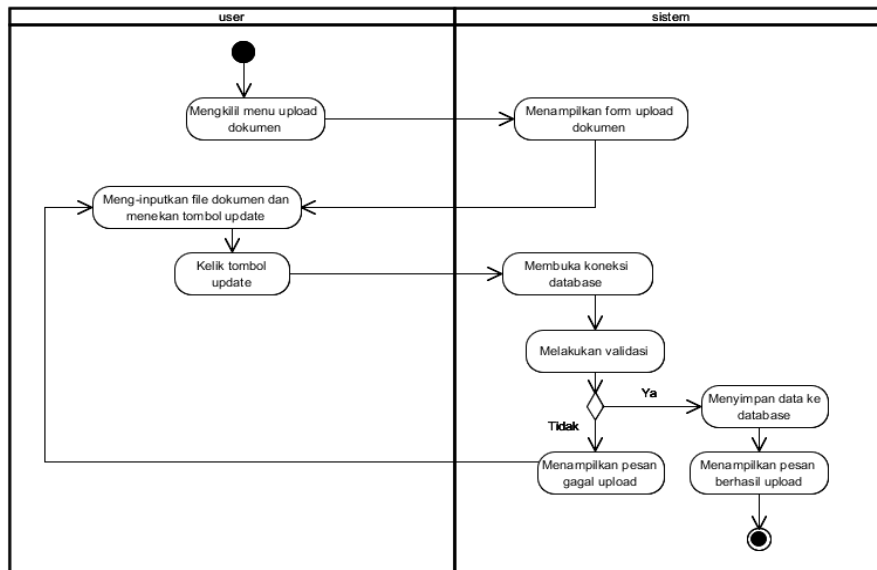 user
sistem
Mengkilil menu upload
dokumen
Menampilkan form upload
dokumen
Meng-inputkan file dokumen dan
menekan tombol update
Kelik tombol
update
Membuka koneksi
database
Melakukan validasi
Ya
Menyimpan data ke
database
Tidak
Menampilkan pesan
gagal upload
Menampilkan pesan
berhasil upload